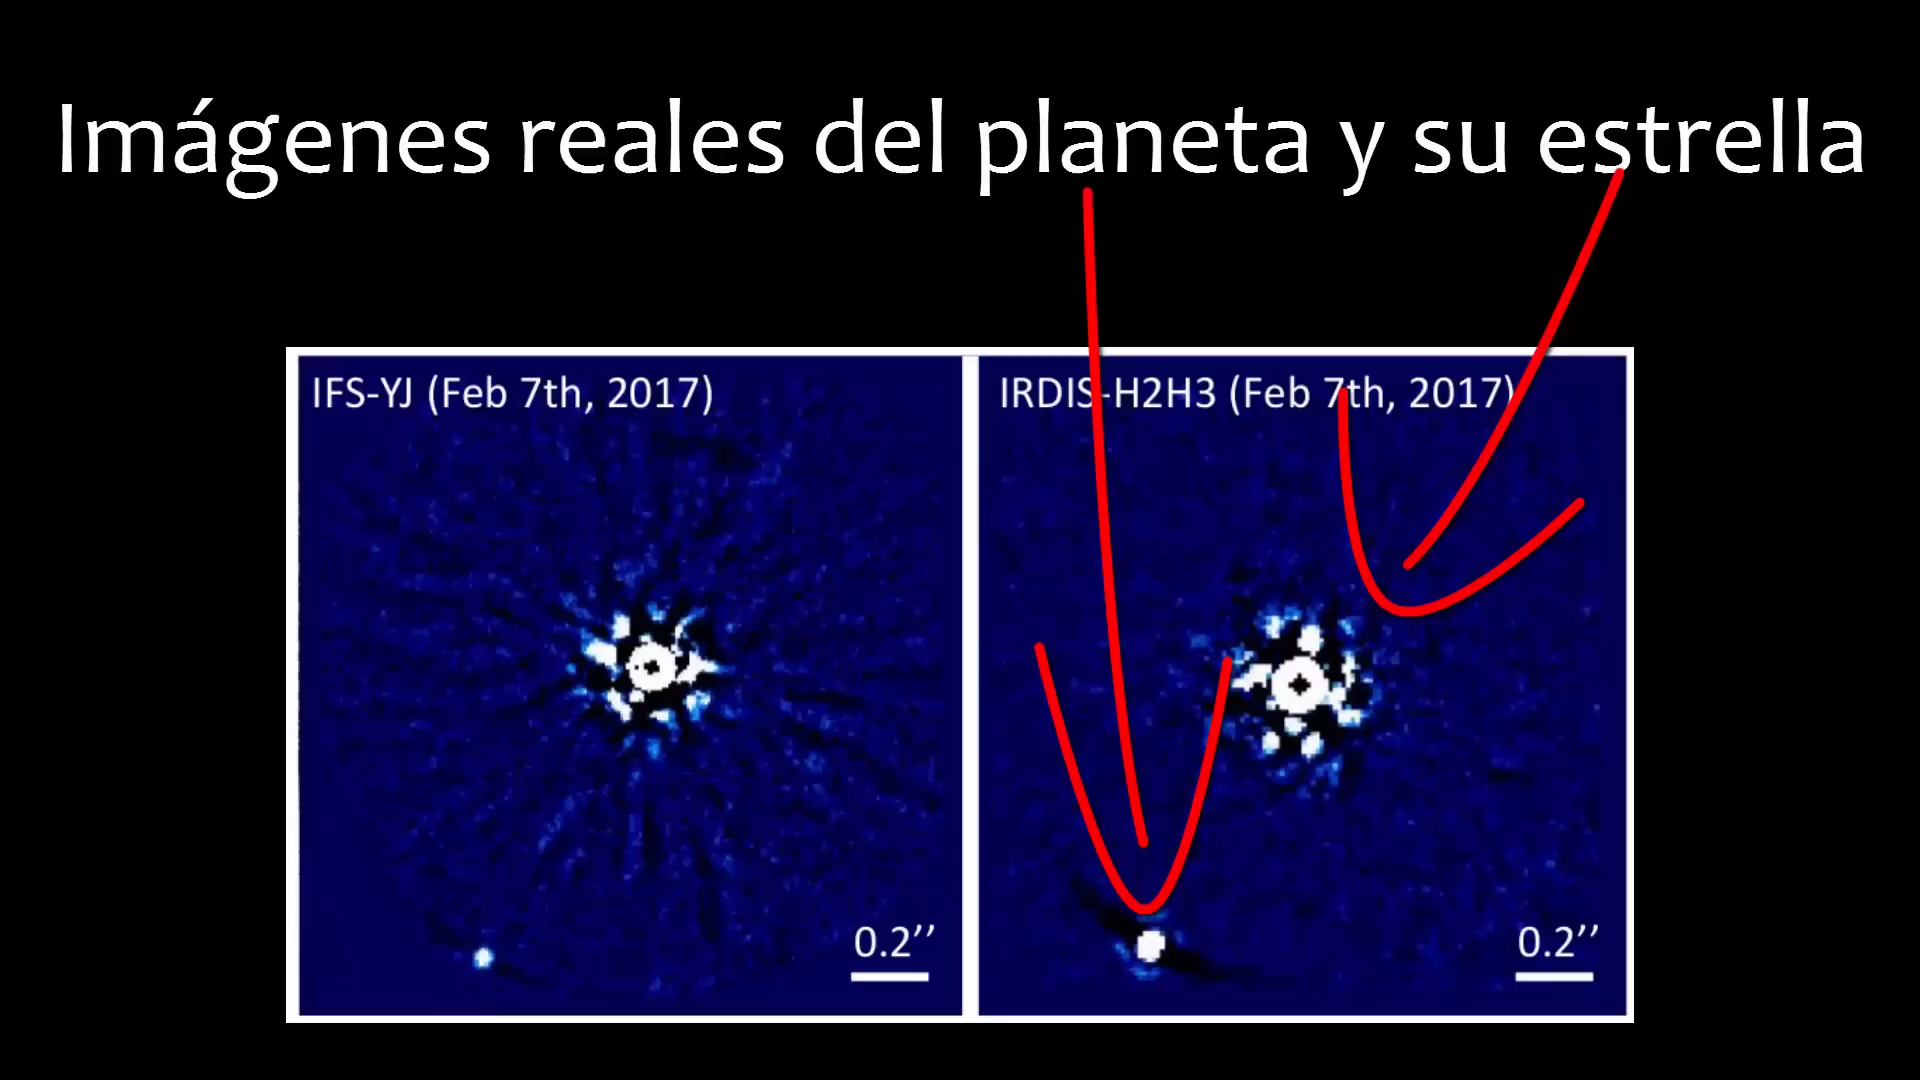 Imágenes reales del planeta y su estrella
IFS-YJ (Feb 7th, 2017)
IRDIS-H2H3 (Feb 7th, 2017)
0.2’’
0.2’’